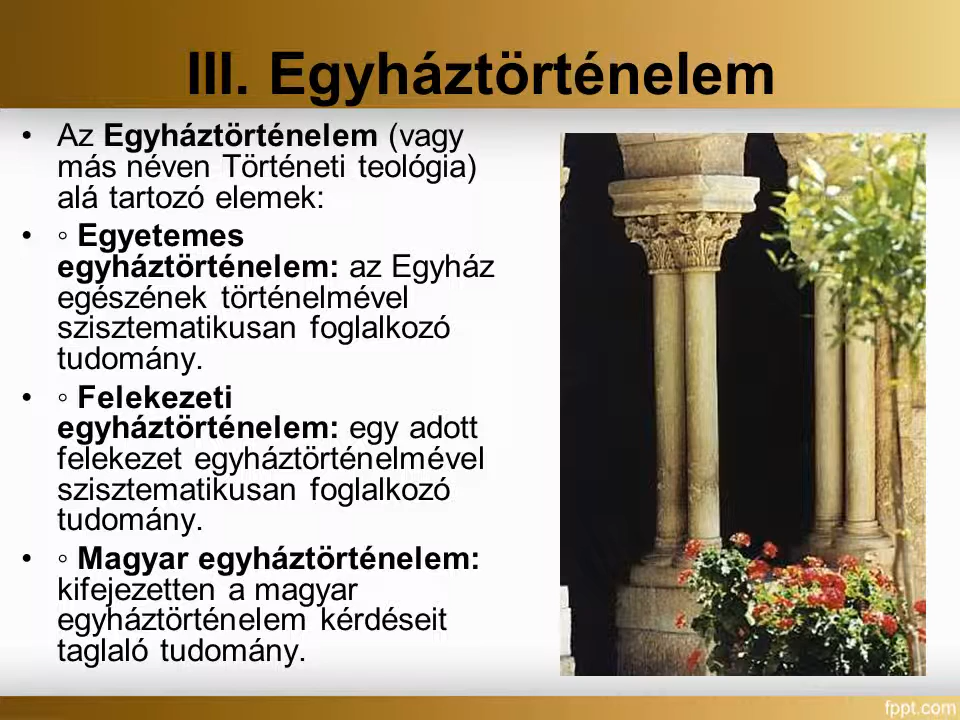 III. Egyháztörténelem
• Az Egyháztörténelem (vagy
más néven Történeti teológia)
alá tartozó elemek:
• ◦ Egyetemes
egyháztörténelem: az Egyház
egészének történelmével
szisztematikusan foglalkozó
tudomány.
• ◦ Felekezeti
egyháztörténelem: egy adott
felekezet egyháztörténelmével
szisztematikusan foglalkozó
tudomány.
• ◦ Magyar egyháztörténelem:
kifejezetten a magyar
egyháztörténelem kérdéseit
taglaló tudomány.
fppt.com